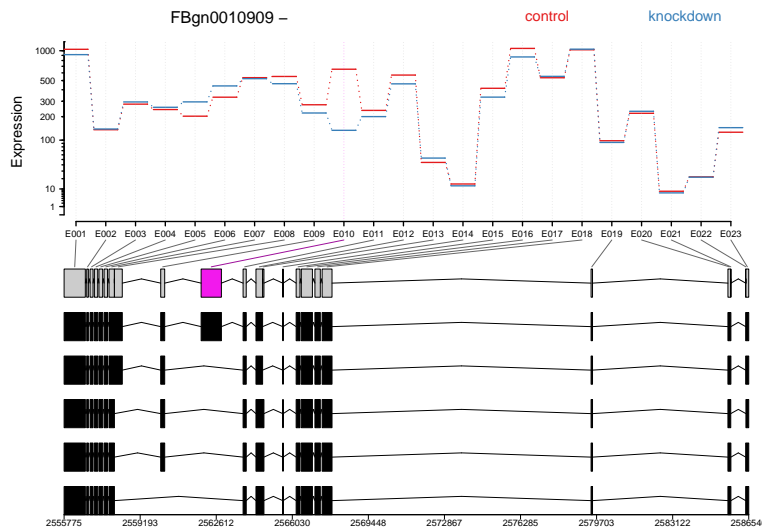 FBgn0010909 –
control
knockdown
Expression
1000
500
300
200
100
10
1
E001 E002 E003 E004 E005 E006 E007 E008 E009 E010 E011 E012 E013 E014 E015 E016 E017 E018 E019 E020 E021 E022 E023
2555775 2559193 2562612 2566030 2569448 2572867 2576285 2579703 2583122 258654